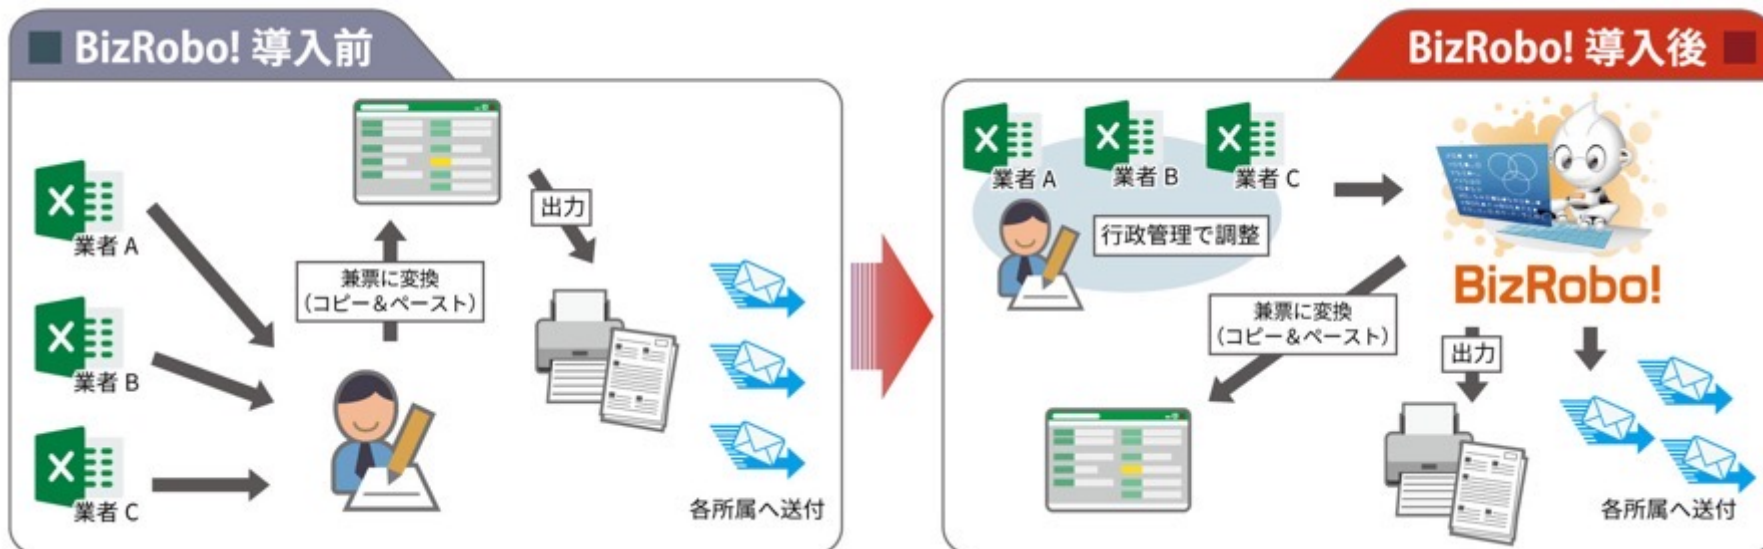 BizRobo! 導入前
業者 A
業者 B
業者 C
兼票に変換
（コピー＆ペースト）
出力
各所属へ送付
BizRobo! 導入後
業者 A
業者 B
業者 C
行政管理で調整
BizRobo!
兼票に変換
（コピー＆ペースト）
出力
各所属へ送付